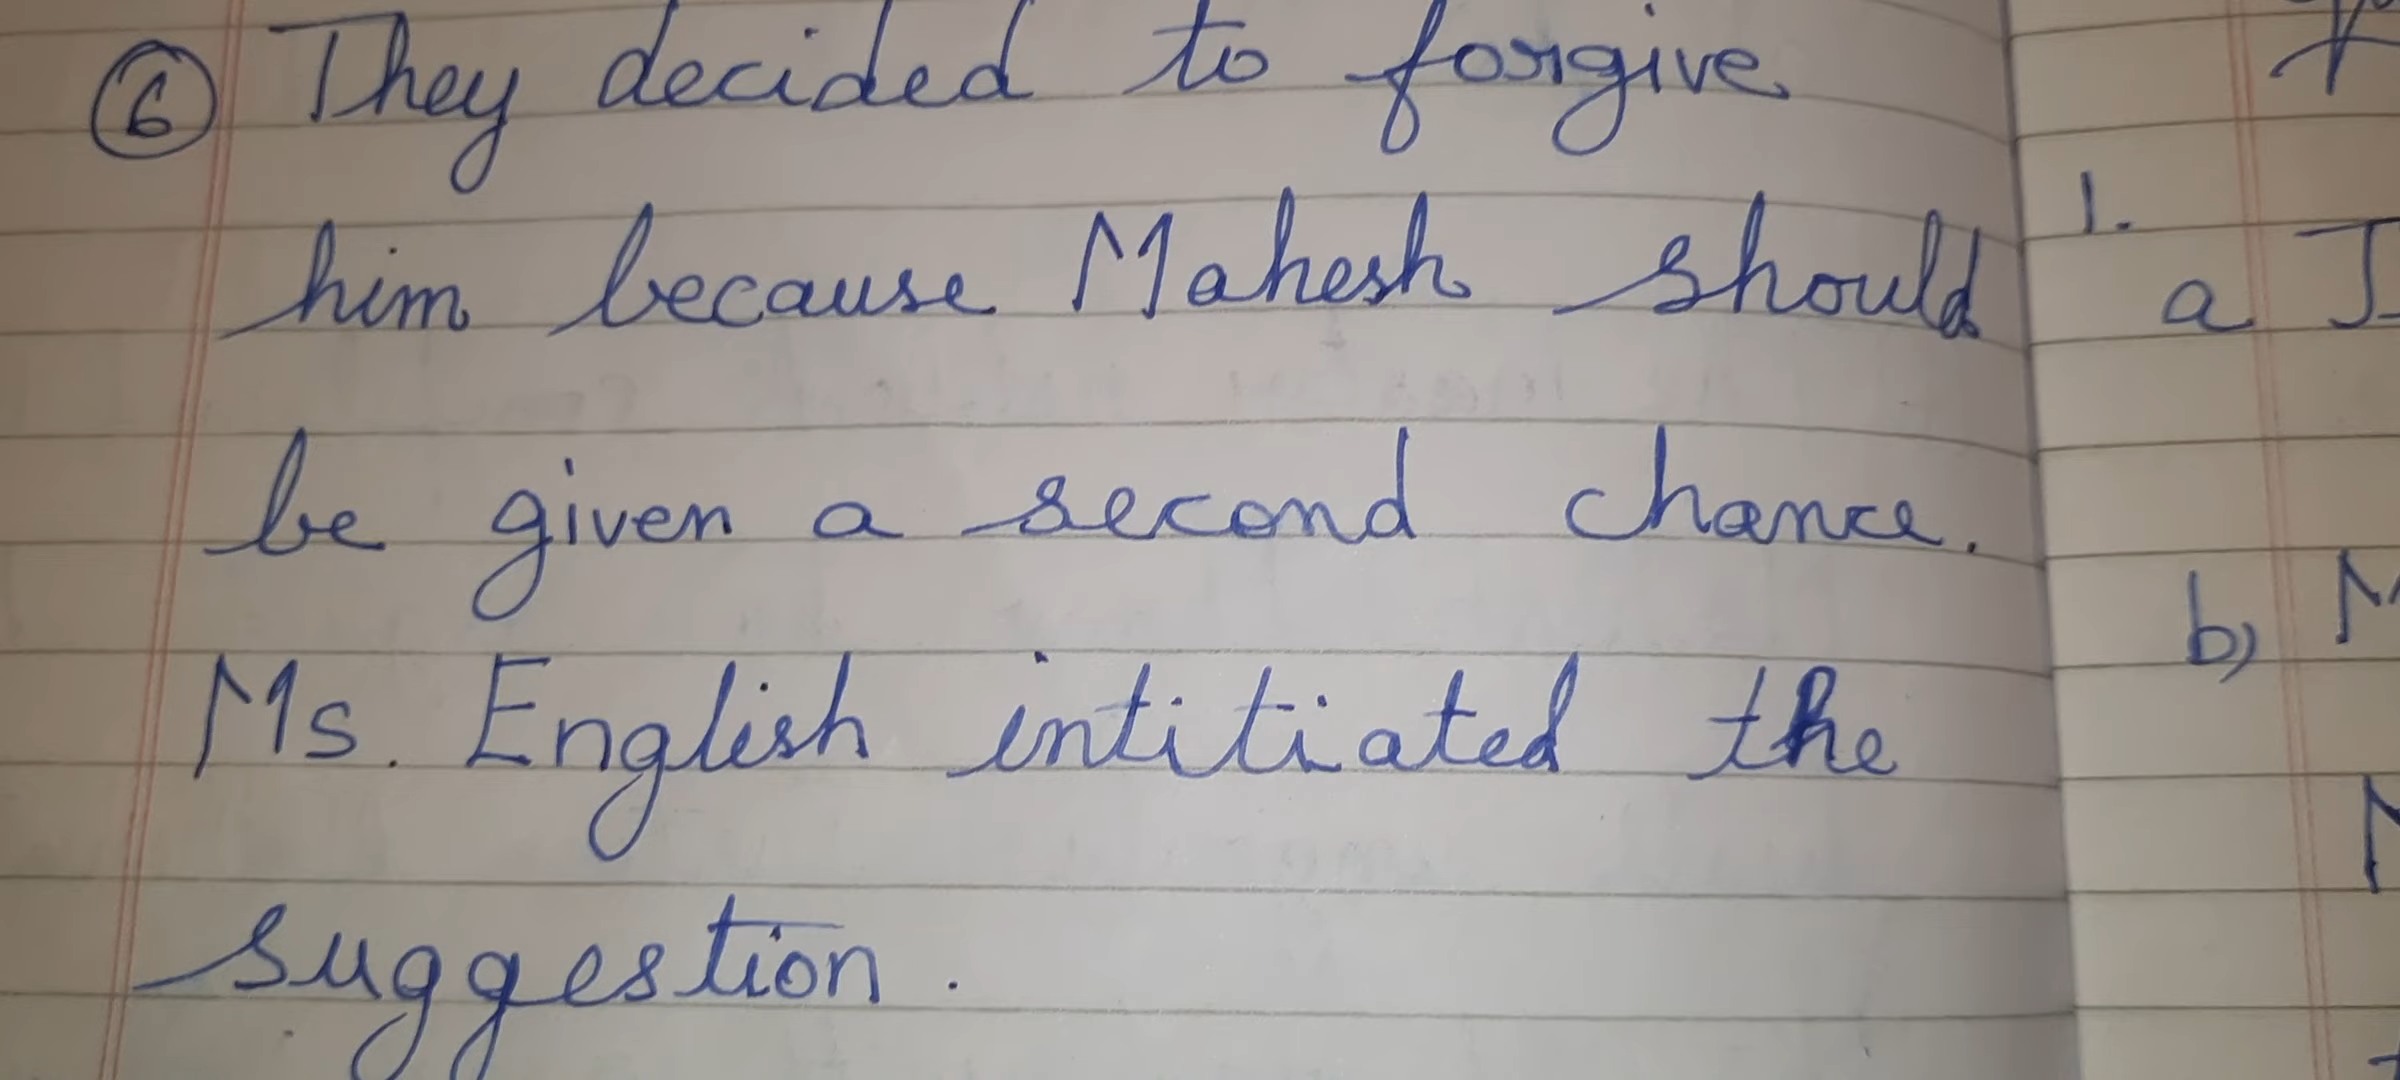 6 They decided to forgive
him because Mahesh should
be given a second chance.
Ms. English intitiated the
suggestion.
1.
a
b)